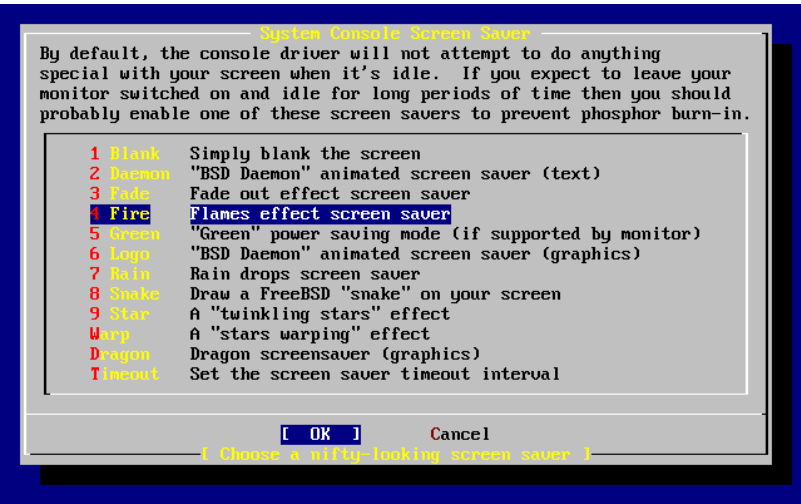 System Console Screen Saver
By default, the console driver will not attempt to do anything
special with your screen when it's idle.  If you expect to leave your
monitor switched on and idle for long periods of time then you should
probably enable one of these screen savers to prevent phosphor burn-in.
1 Blank    Simply blank the screen
2 Daemon   "BSD Daemon" animated screen saver (text)
3 Fade     Fade out effect screen saver
4 Fire     Flames effect screen saver
5 Green    "Green" power saving mode (if supported by monitor)
6 Logo     "BSD Daemon" animated screen saver (graphics)
7 Rain     Rain drops screen saver
8 Snake    Draw a FreeBSD "snake" on your screen
9 Star     A "twinkling stars" effect
Warp       A "stars warping" effect
Dragon     Dragon screensaver (graphics)
Timeout    Set the screen saver timeout interval
[  OK  ]       Cancel
[ Choose a nifty-looking screen saver ]